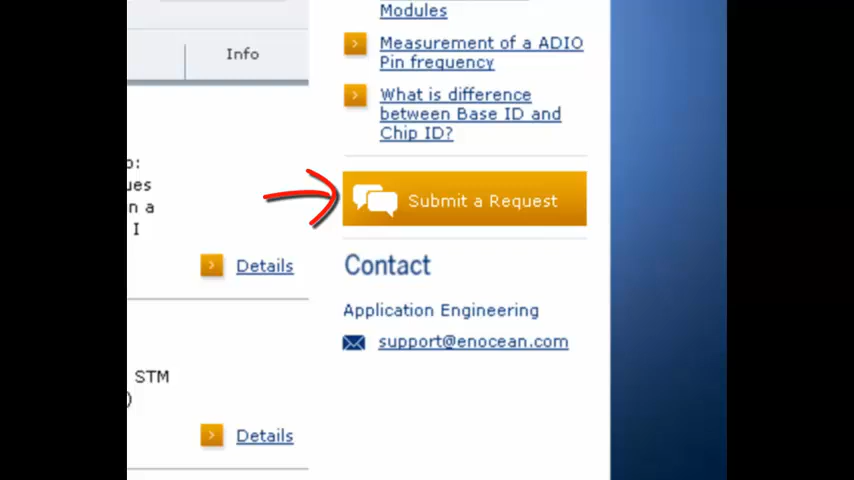 Modules
Info
Measurement of a ADIO
Pin frequency
What is difference
between Base ID and
Chip ID?
n a
I
Details
Submit a Request
Contact
Application Engineering
support@enocean.com
STM
)
Details